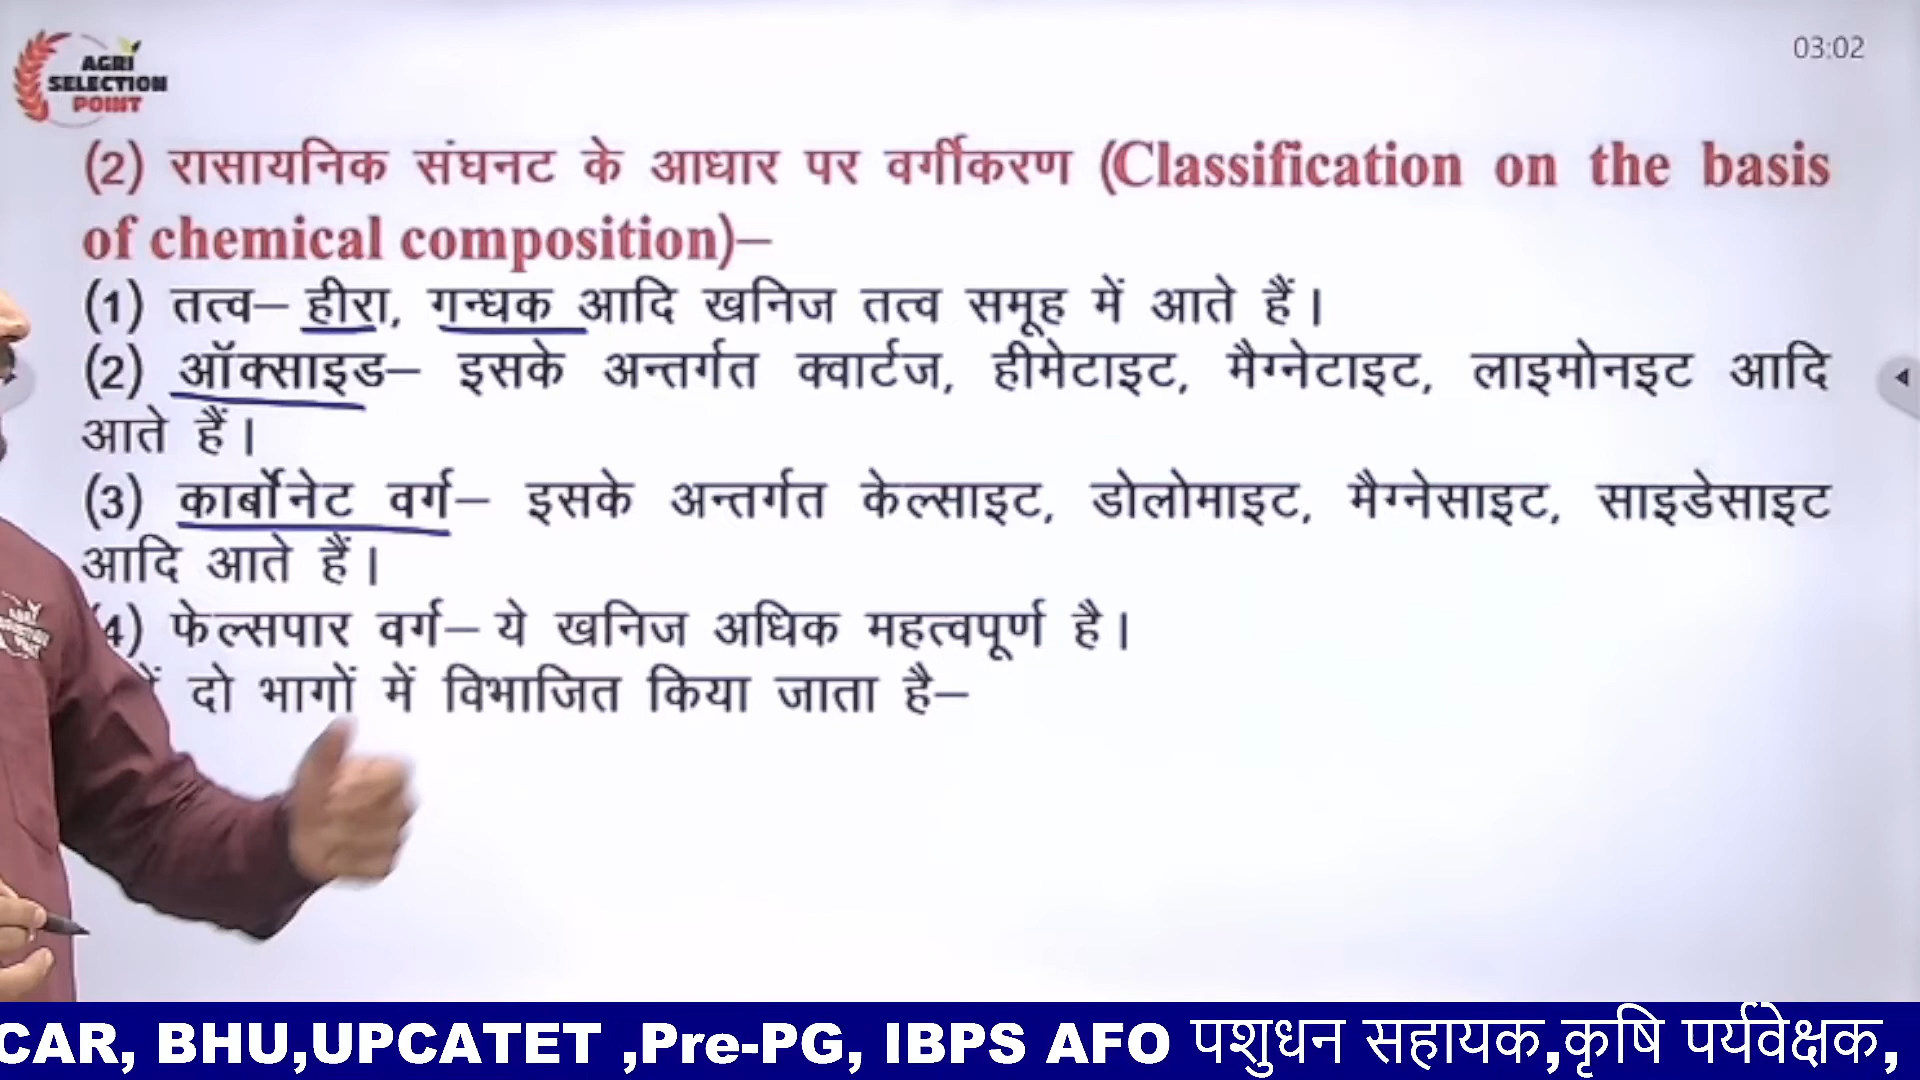 AGRI
SELECTION
POINT
03:02
(2) रासायनिक संघनट के आधार पर वर्गीकरण (Classification on the basis
of chemical composition)–
(1) तत्व– हीरा, गन्धक आदि खनिज तत्व समूह में आते हैं।
(2) ऑक्साइड– इसके अन्तर्गत क्वार्टज, हीमेटाइट, मैग्नेटाइट, लाइमोनइट आदि
आते हैं।
(3) कार्बोनेट वर्ग– इसके अन्तर्गत केल्साइट, डोलोमाइट, मैग्नेसाइट, साइडेसाइट
आदि आते हैं।
4) फेल्सपार वर्ग– ये खनिज अधिक महत्वपूर्ण है।
दो भागों में विभाजित किया जाता है–
CAR, BHU,UPCATET ,Pre-PG, IBPS AFO पशुधन सहायक,कृषि पर्यवेक्षक,